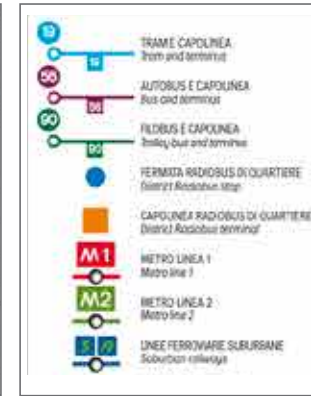 19
TRAM E CAPOLINEA
Tram and terminus
19
56
AUTOBUS E CAPOLINEA
Bus and terminus
56
90
FILOBUS E CAPOLINEA
Trolley bus and terminus
90
FERMATA RADIOBUS DI QUARTIERE
District Radiobus stop
CAPOLINEA RADIOBUS DI QUARTIERE
District Radiobus terminal
M1
METRO LINEA 1
Metro line 1
M2
METRO LINEA 2
Metro line 2
S
LINEE FERROVIARIE SUBURBANE
Suburban railways